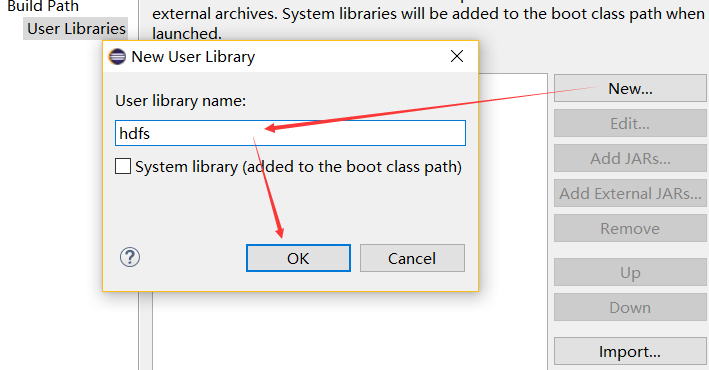 Build Path
User Libraries
external archives. System libraries will be added to the boot class path when
launched.
New User Library
User library name:
hdfs
System library (added to the boot class path)
?
OK
Cancel
New...
Edit...
Add JARs...
Add External JARs...
Remove
Up
Down
Import...